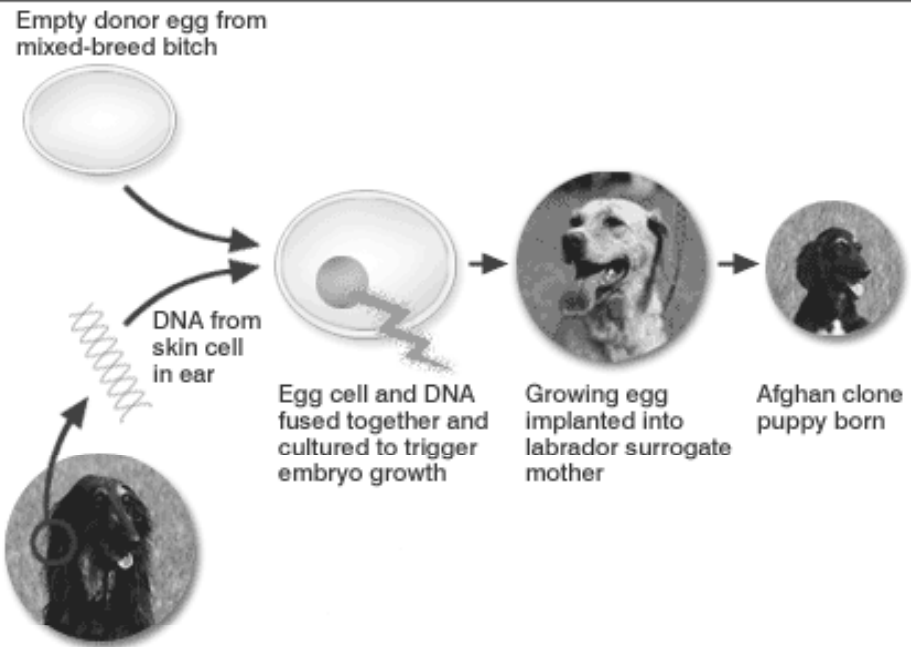 Empty donor egg from
mixed-breed bitch
DNA from
skin cell
in ear
Egg cell and DNA
fused together and
cultured to trigger
embryo growth
Growing egg
implanted into
labrador surrogate
mother
Afghan clone
puppy born